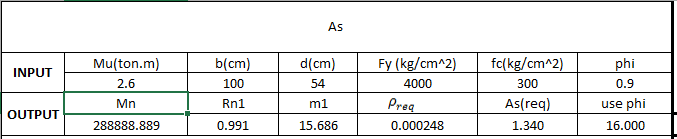 As
INPUT Mu(ton.m) b(cm) d(cm) Fy (kg/cm^2) fc(kg/cm^2) phi
2.6 100 54 4000 300 0.9
OUTPUT Mn Rn1 m1 ρreq As(req) use phi
288888.889 0.991 15.686 0.000248 1.340 16.000